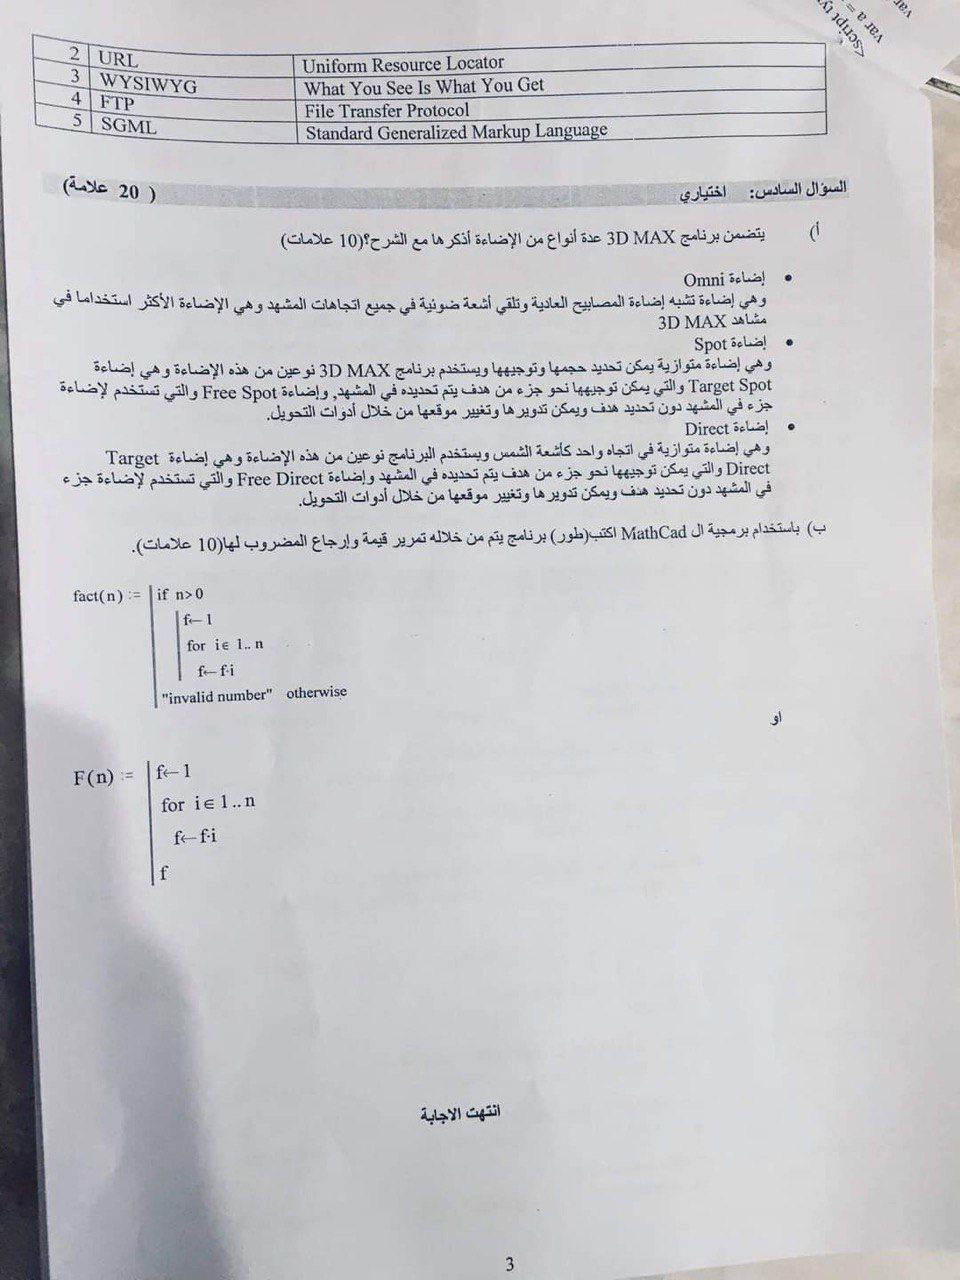 <script ty
var a =
var
2 URL Uniform Resource Locator
3 WYSIWYG What You See Is What You Get
4 FTP File Transfer Protocol
5 SGML Standard Generalized Markup Language
السؤال السادس: اختياري ( 20 علامة)
أ) يتضمن برنامج 3D MAX عدة أنواع من الإضاءة أذكرها مع الشرح؟(10 علامات)
• إضاءة Omni
وهي إضاءة تشبه إضاءة المصابيح العادية وتلقي أشعة ضوئية في جميع اتجاهات المشهد وهي الإضاءة الأكثر استخداما في
مشاهد 3D MAX
• إضاءة Spot
وهي إضاءة متوازية يمكن تحديد حجمها وتوجيهها ويستخدم برنامج 3D MAX نوعين من هذه الإضاءة وهي إضاءة
Target Spot والتي يمكن توجيهها نحو جزء من هدف يتم تحديده في المشهد, وإضاءة Free Spot والتي تستخدم لإضاءة
جزء في المشهد دون تحديد هدف ويمكن تدويرها وتغيير موقعها من خلال أدوات التحويل.
• إضاءة Direct
وهي إضاءة متوازية في اتجاه واحد كأشعة الشمس ويستخدم البرنامج نوعين من هذه الإضاءة وهي إضاءة Target
Direct والتي يمكن توجيهها نحو جزء من هدف يتم تحديده في المشهد وإضاءة Free Direct والتي تستخدم لإضاءة جزء
في المشهد دون تحديد هدف ويمكن تدويرها وتغيير موقعها من خلال أدوات التحويل.
ب) باستخدام برمجية ال MathCad اكتب(طور) برنامج يتم من خلاله تمرير قيمة وإرجاع المضروب لها(10 علامات).
fact(n) := if n>0
f←1
for i∈ 1..n
f←f·i
"invalid number" otherwise
او
F(n) := f←1
for i∈1..n
f←f·i
f
انتهت الاجابة
3